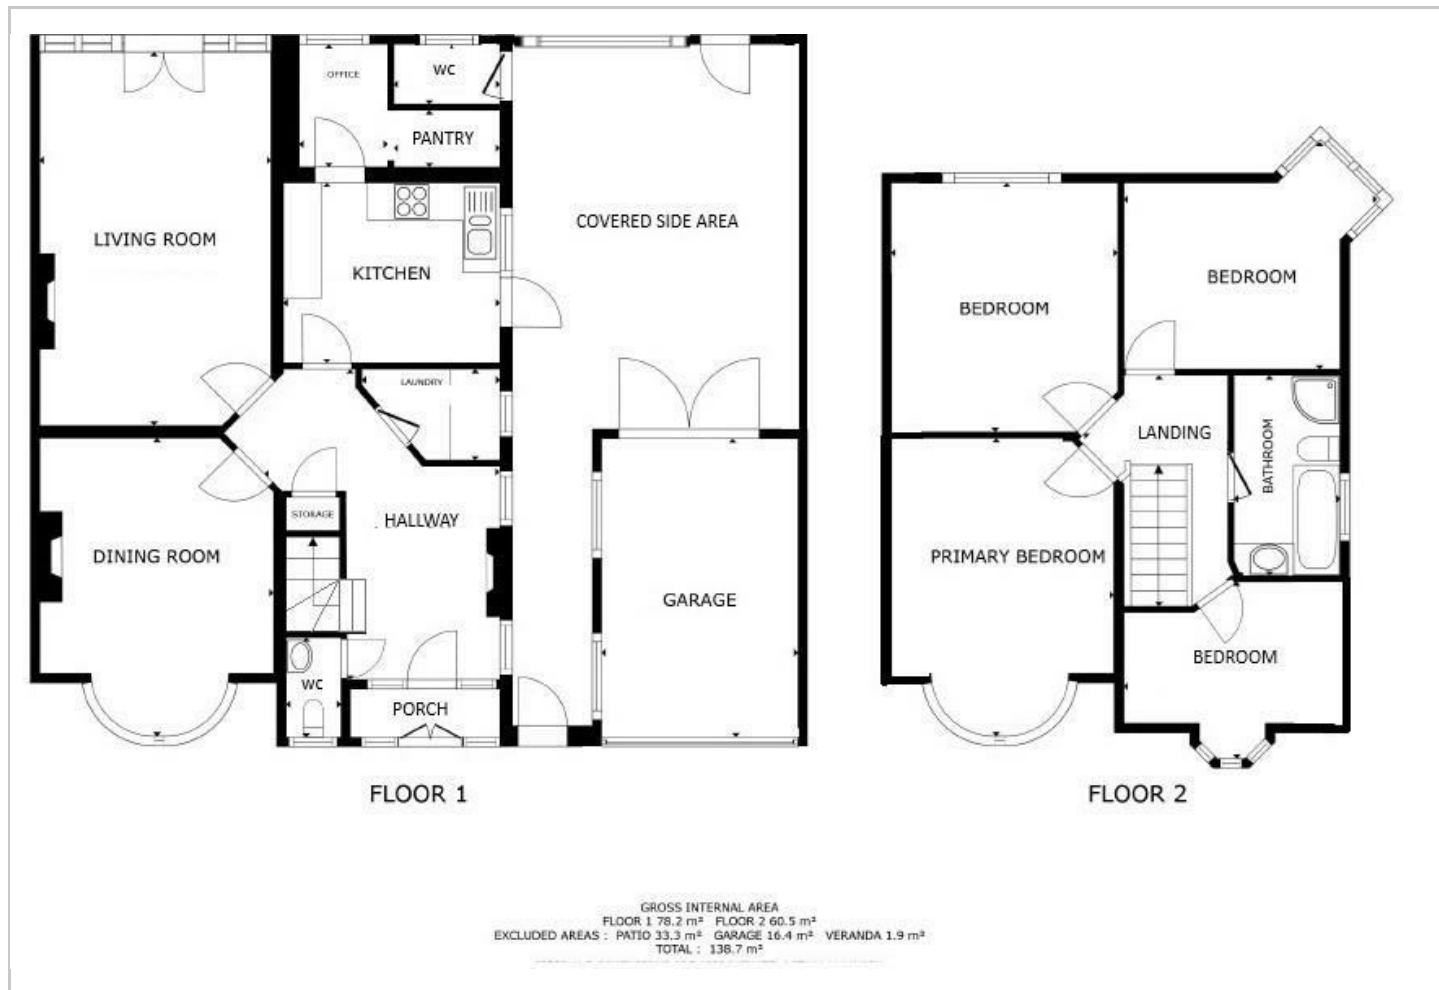 OFFICE
WC
PANTRY
LIVING ROOM
COVERED SIDE AREA
KITCHEN
LAUNDRY
STORAGE
HALLWAY
DINING ROOM
GARAGE
WC
PORCH
FLOOR 1
BEDROOM
BEDROOM
LANDING
BATHROOM
PRIMARY BEDROOM
BEDROOM
FLOOR 2
GROSS INTERNAL AREA
FLOOR 1 78.2 m² FLOOR 2 60.5 m²
EXCLUDED AREAS : PATIO 33.3 m² GARAGE 16.4 m² VERANDA 1.9 m²
TOTAL : 138.7 m²